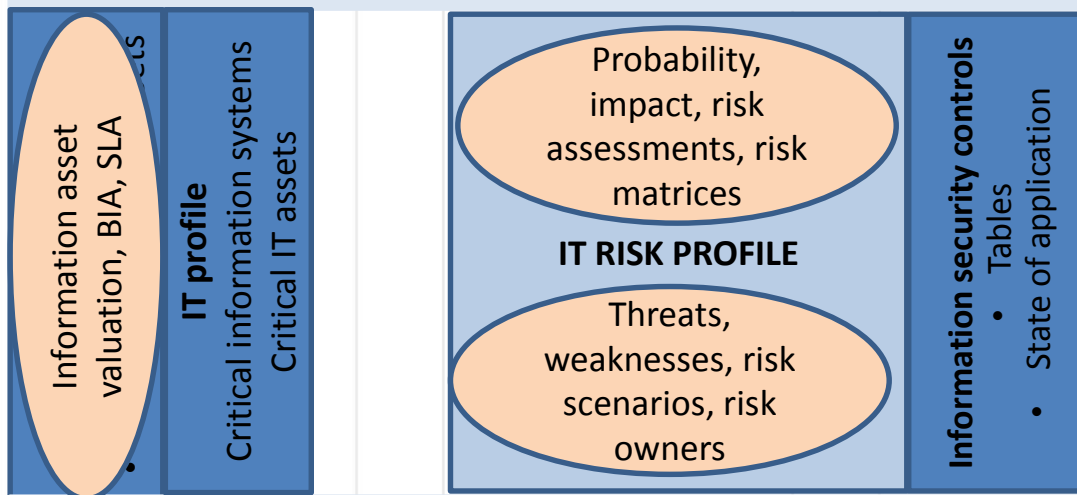 Information asset
valuation, BIA, SLA
IT profile
Critical information systems
Critical IT assets
Probability,
impact, risk
assessments, risk
matrices
IT RISK PROFILE
Threats,
weaknesses, risk
scenarios, risk
owners
Information security controls
• Tables
• State of application